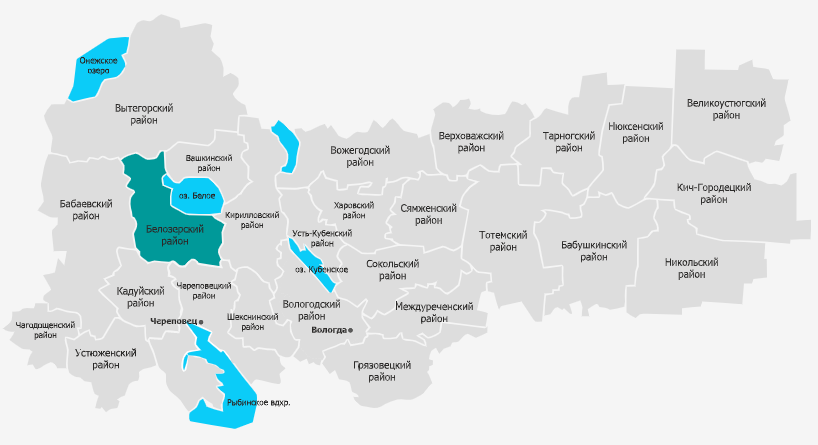 Онежское
озеро
Вытегорский
район
Великоустюгский
район
Нюксенский
район
Тарногский
район
Верховажский
район
Вожегодский
район
Вашкинский
район
оз. Белое
Бабаевский
район
Белозерский
район
Кирилловский
район
Харовский
район
Сямженский
район
Кич-Городецкий
район
Усть-Кубенский
район
Тотемский
район
Бабушкинский
район
Никольский
район
оз. Кубенское
Сокольский
район
Кадуйский
район
Череповецкий
район
Вологодский
район
Междуреченский
район
Шекснинский
район
Чагодощенский
район
Череповец
Вологда
Устюженский
район
Грязовецкий
район
Рыбинское вдхр.